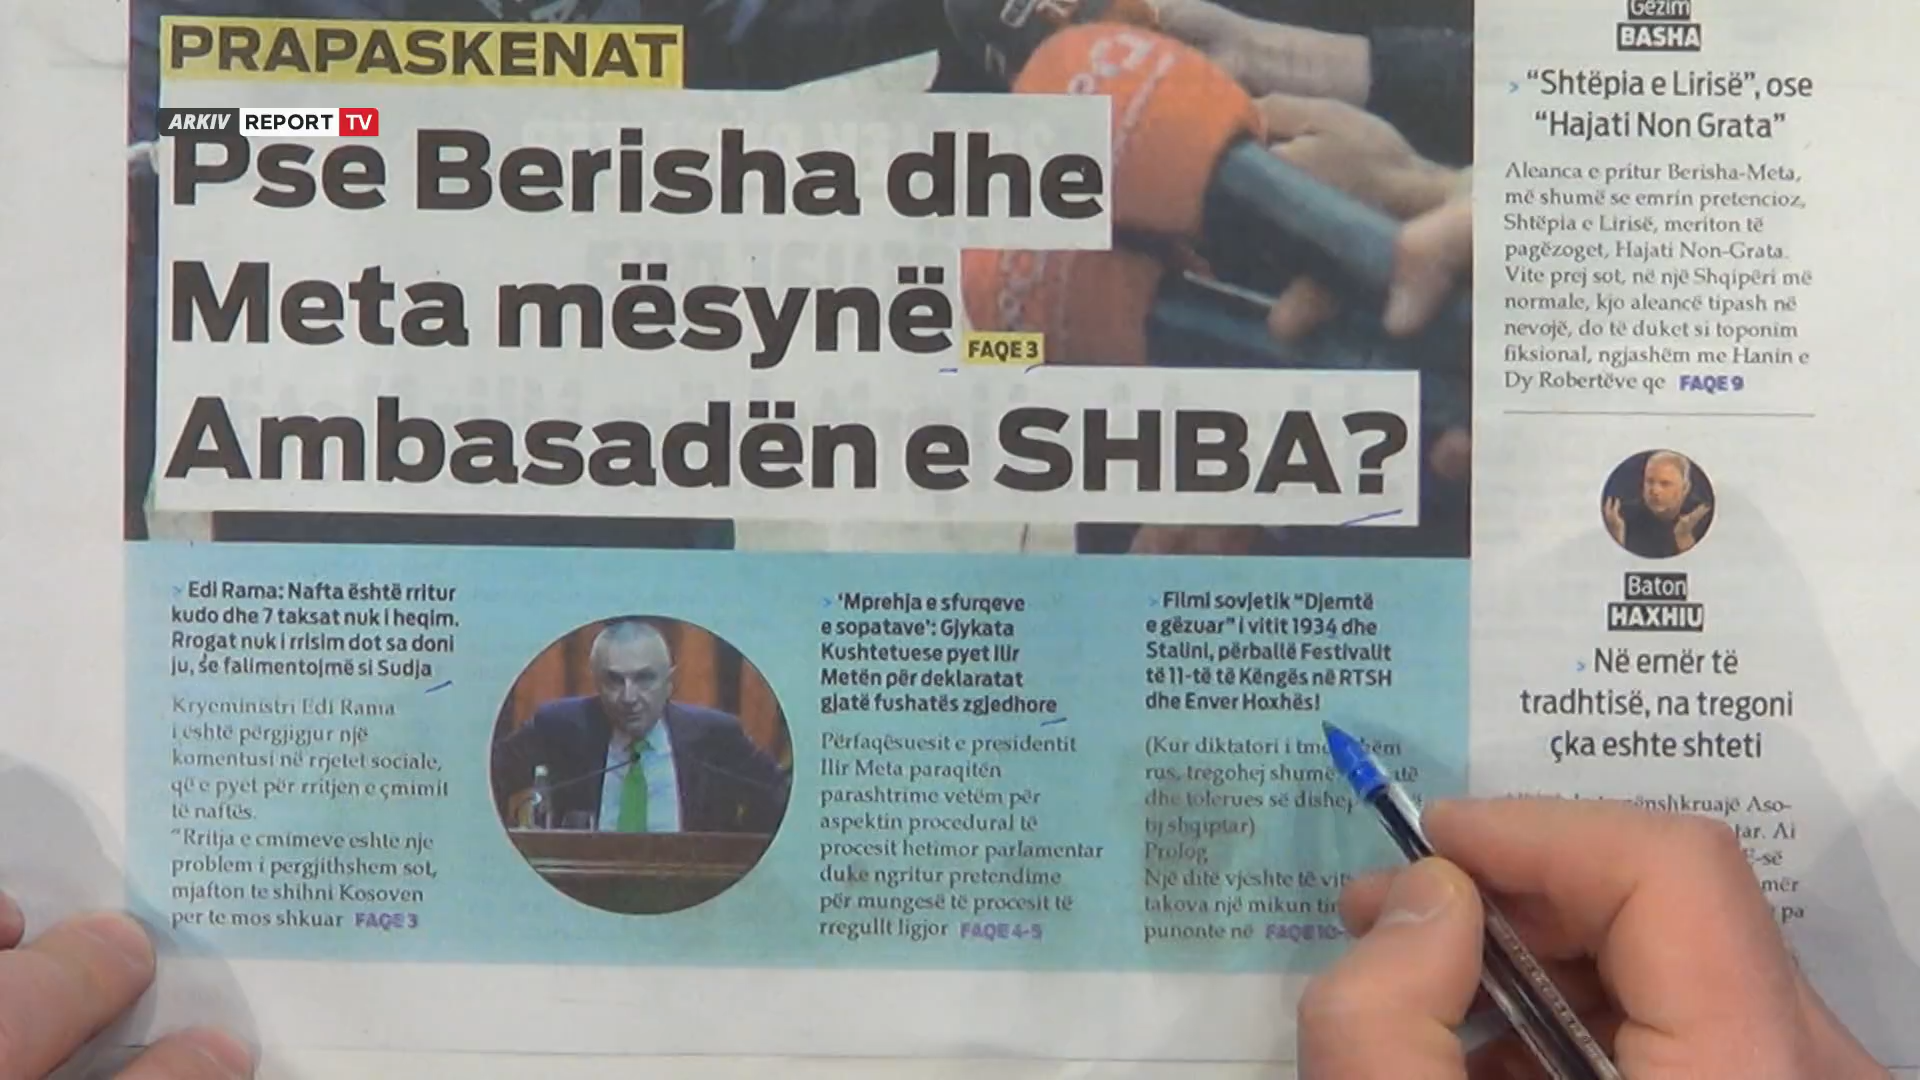 PRAPASKENAT
ARKIV REPORT TV
Pse Berisha dhe
Meta mësynë
FAQE 3
Ambasadën e SHBA?
Edi Rama: Nafta është rritur
kudo dhe 7 taksat nuk i heqim.
Rrogat nuk i rrisim dot sa doni
ju, se falimentojmë si Sudja
Kryeministri Edi Rama
i është përgjigjur një
komentusi në rrjetet sociale,
që e pyet për rritjen e çmimit
të naftës.
"Rritja e cmimeve eshte nje
problem i pergjithshem sot,
mjafton te shihni Kosoven
per te mos shkuar FAQE 3
'Mprehja e sfurqeve
e sopatave': Gjykata
Kushtetuese pyet Ilir
Metën për deklaratat
gjatë fushatës zgjedhore
Përfaqësuesit e presidentit
Ilir Meta paraqitën
parashtrime vetëm për
aspektin procedural të
procesit hetimor parlamentar
duke ngritur pretendime
për mungesë të procesit të
rregullt ligjor FAQE 4-5
Filmi sovjetik "Djemtë
e gëzuar" i vitit 1934 dhe
Stalini, përballë Festivalit
të 11-të të Këngës në RTSH
dhe Enver Hoxhës!
(Kur diktatori i
rus, tregohej shumë
dhe tolerues së
tij shqiptar)
Prolog
Një ditë vjeshte të
takova një mikun
punonte në FAQE 10-
Gëzim
BASHA
"Shtëpia e Lirisë", ose
"Hajati Non Grata"
Aleanca e pritur Berisha-Meta,
më shumë se emrin pretencioz,
Shtëpia e Lirisë, meriton të
pagëzoget, Hajati Non-Grata.
Vite prej sot, në një Shqipëri më
normale, kjo aleancë tipash në
nevojë, do të duket si toponim
fiksional, ngjashëm me Hanin e
Dy Robertëve qe FAQE 9
Baton
HAXHIU
Në emër të
tradhtisë, na tregoni
çka eshte shteti
Aso-
Ai
pa